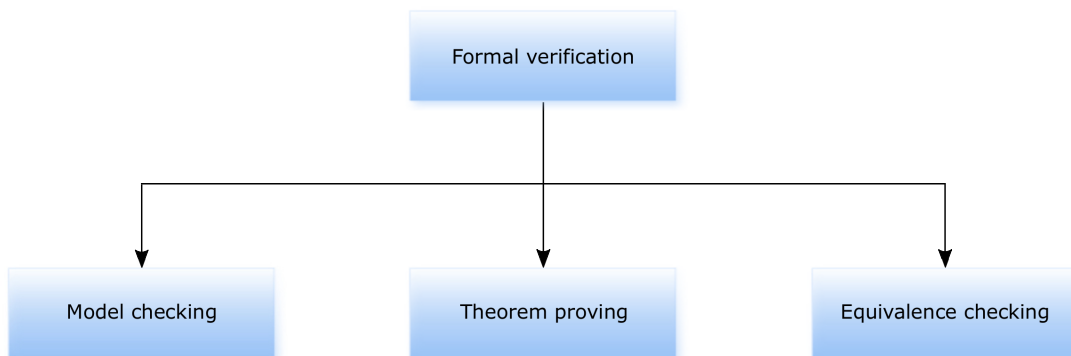 Formal verification
Model checking
Theorem proving
Equivalence checking